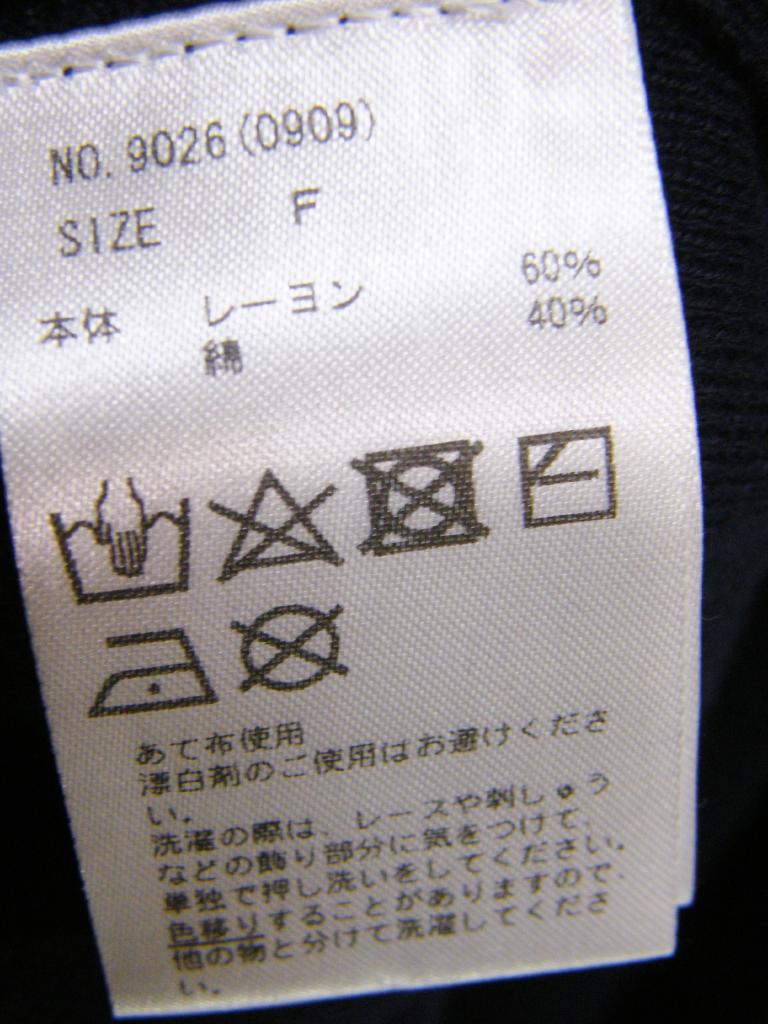 NO. 9026(0909)
SIZE F
本体 レーヨン 60%
綿 40%
あて布使用
漂白剤のご使用はお避けくださ
い。
洗濯の際は、レースや刺しゅう
などの飾り部分に気をつけて、
単独で押し洗いをしてください。
色移りすることがありますので、
他の物と分けて洗濯してくださ
い。